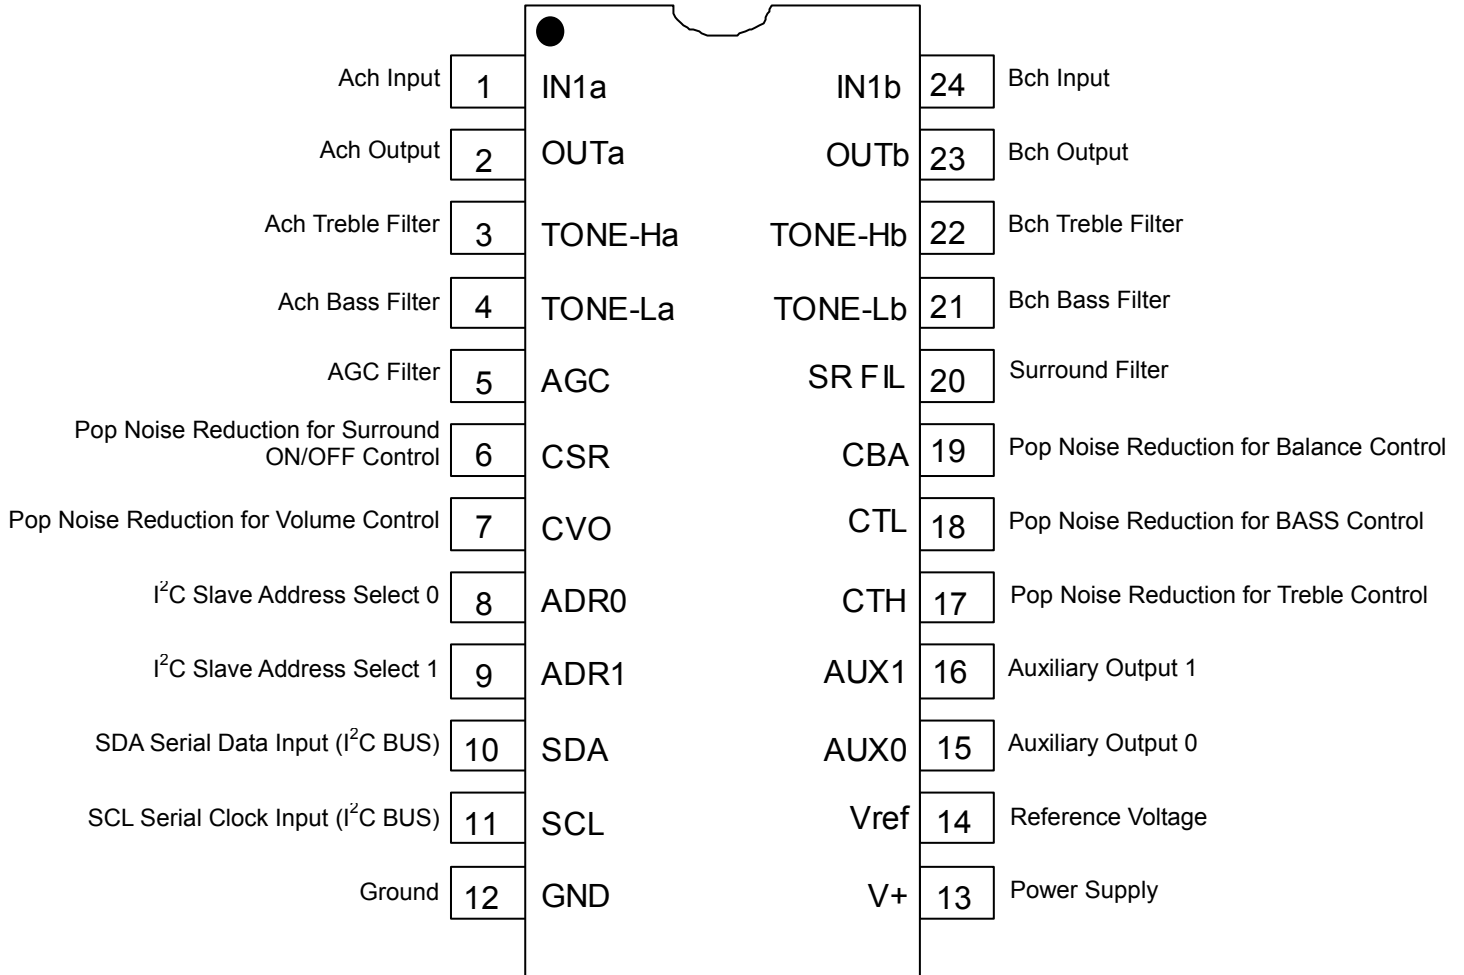 Ach Input 1 IN1a IN1b 24 Bch Input
Ach Output 2 OUTa OUTb 23 Bch Output
Ach Treble Filter 3 TONE-Ha TONE-Hb 22 Bch Treble Filter
Ach Bass Filter 4 TONE-La TONE-Lb 21 Bch Bass Filter
AGC Filter 5 AGC SR FIL 20 Surround Filter
Pop Noise Reduction for Surround
ON/OFF Control 6 CSR CBA 19 Pop Noise Reduction for Balance Control
Pop Noise Reduction for Volume Control 7 CVO CTL 18 Pop Noise Reduction for BASS Control
I²C Slave Address Select 0 8 ADR0 CTH 17 Pop Noise Reduction for Treble Control
I²C Slave Address Select 1 9 ADR1 AUX1 16 Auxiliary Output 1
SDA Serial Data Input (I²C BUS) 10 SDA AUX0 15 Auxiliary Output 0
SCL Serial Clock Input (I²C BUS) 11 SCL Vref 14 Reference Voltage
Ground 12 GND V+ 13 Power Supply